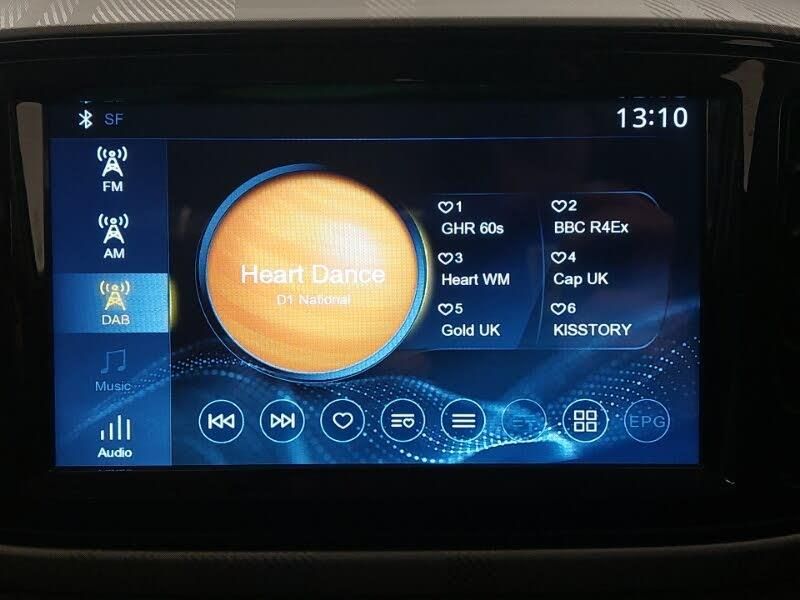 SF
13:10
FM
AM
DAB
Music
Audio
Heart Dance
D1 National
1
GHR 60s
2
BBC R4Ex
3
Heart WM
4
Cap UK
5
Gold UK
6
KISSTORY
EPG